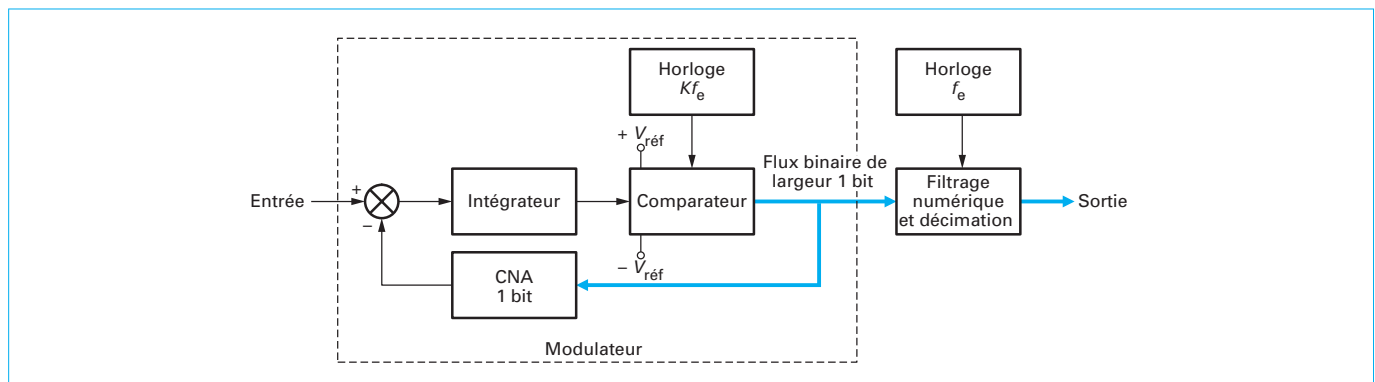 Horloge
Kfe
Horloge
fe
+ Vréf
Flux binaire de
largeur 1 bit
Entrée
+
−
Intégrateur
Comparateur
Filtrage
numérique
et décimation
Sortie
− Vréf
CNA
1 bit
Modulateur